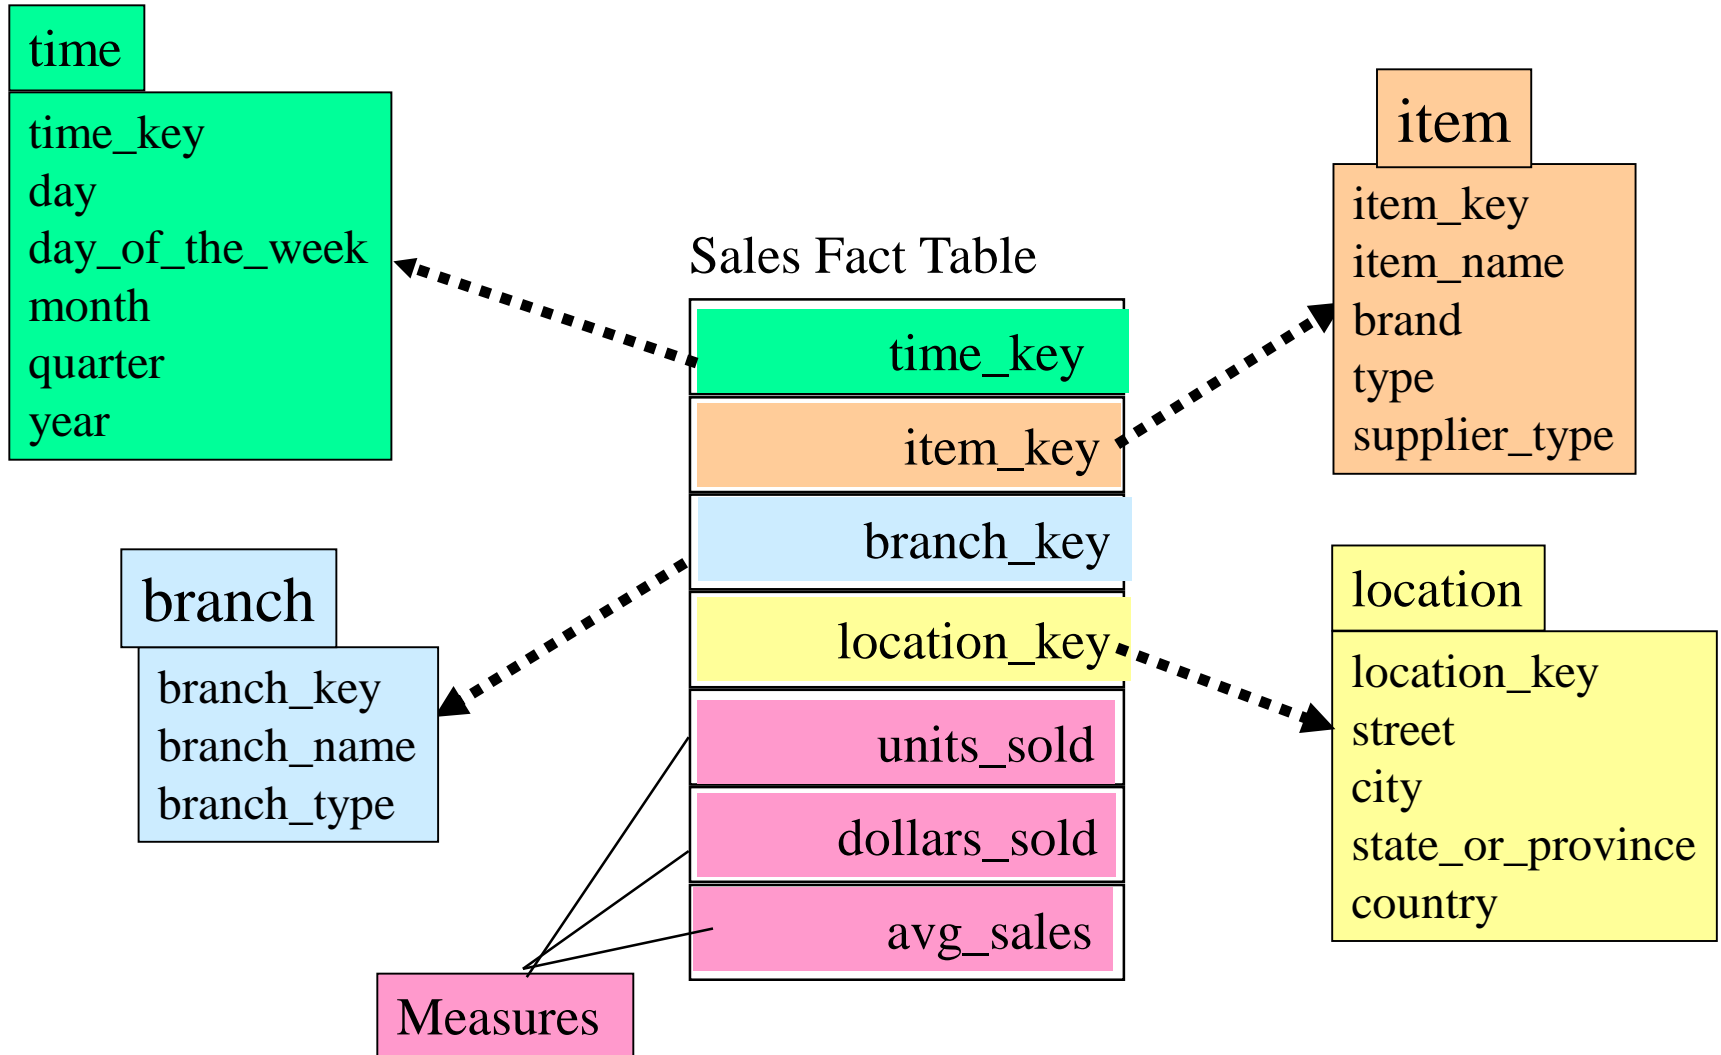 time
time_key
day
day_of_the_week
month
quarter
year
item
item_key
item_name
brand
type
supplier_type
Sales Fact Table
time_key
item_key
branch_key
location_key
units_sold
dollars_sold
avg_sales
branch
branch_key
branch_name
branch_type
location
location_key
street
city
state_or_province
country
Measures